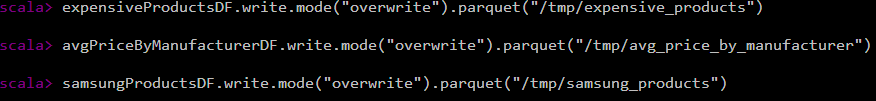 scala> expensiveProductsDF.write.mode("overwrite").parquet("/tmp/expensive_products")
scala> avgPriceByManufacturerDF.write.mode("overwrite").parquet("/tmp/avg_price_by_manufacturer")
scala> samsungProductsDF.write.mode("overwrite").parquet("/tmp/samsung_products")